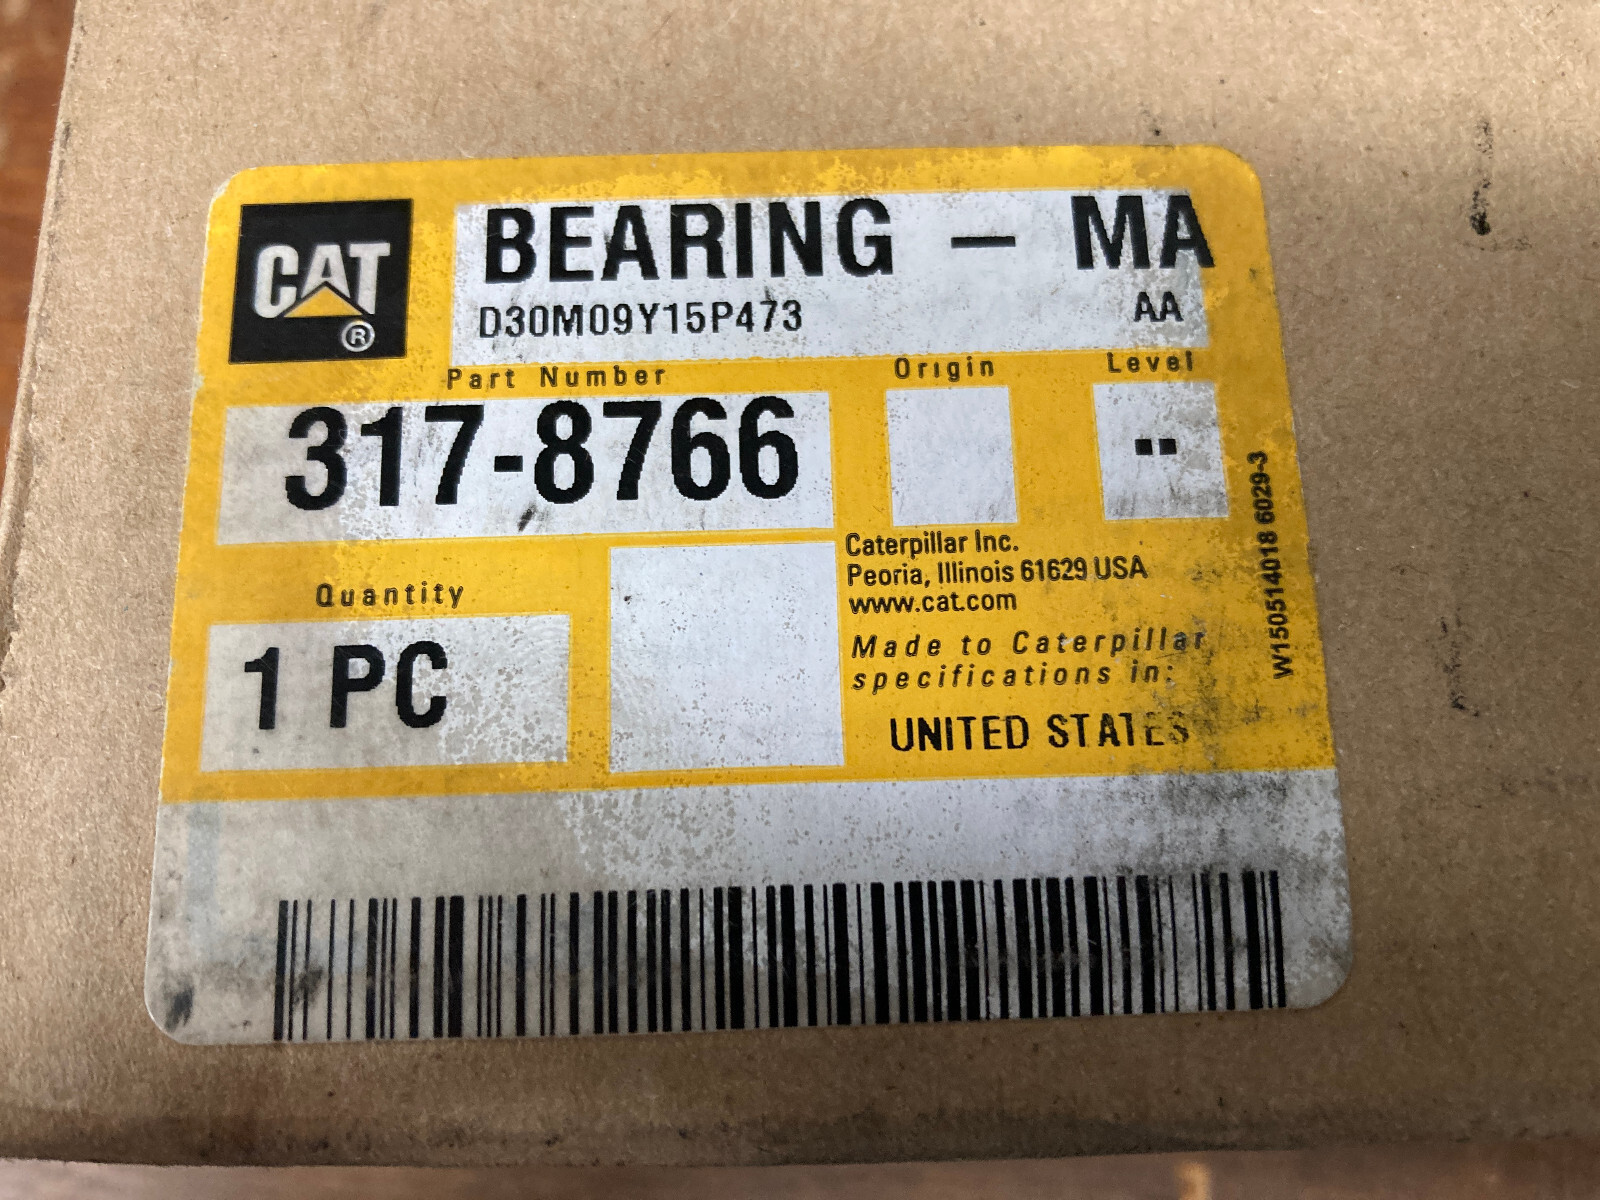 CAT
®
BEARING - MA
D30M09Y15P473 AA
Part Number Origin Level
317-8766 --
Caterpillar Inc.
Peoria, Illinois 61629 USA
www.cat.com
Quantity
1 PC
Made to Caterpillar
specifications in:
UNITED STATES
W150514018 6029-3